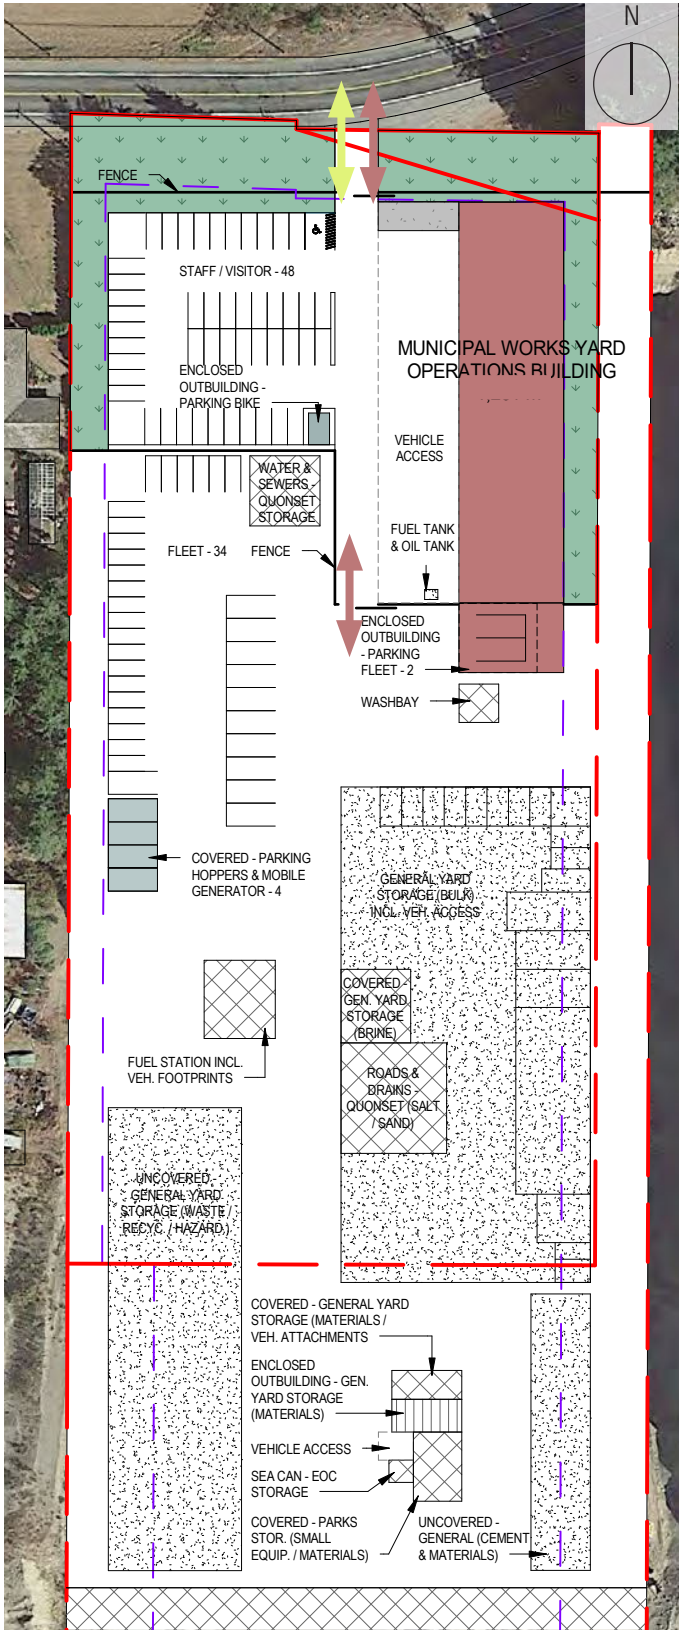 N
FENCE
STAFF / VISITOR - 48
MUNICIPAL WORKS YARD
OPERATIONS BUILDING
ENCLOSED
OUTBUILDING -
PARKING BIKE
VEHICLE
ACCESS
WATER &
SEWERS -
QUONSET
STORAGE
FUEL TANK
& OIL TANK
FLEET - 34
FENCE
ENCLOSED
OUTBUILDING
- PARKING
FLEET - 2
WASHBAY
COVERED - PARKING
HOPPERS & MOBILE
GENERATOR - 4
GENERAL YARD
STORAGE (BULK)
INCL. VEH. ACCESS
COVERED -
GEN. YARD
STORAGE
(BRINE)
FUEL STATION INCL.
VEH. FOOTPRINTS
ROADS &
DRAINS -
QUONSET (SALT
/ SAND)
UNCOVERED
GENERAL YARD
STORAGE (WASTE /
RECYC. / HAZARD.)
COVERED - GENERAL YARD
STORAGE (MATERIALS /
VEH. ATTACHMENTS
ENCLOSED
OUTBUILDING - GEN.
YARD STORAGE
(MATERIALS)
VEHICLE ACCESS
SEA CAN - EOC
STORAGE
COVERED - PARKS
STOR. (SMALL
EQUIP. / MATERIALS)
UNCOVERED -
GENERAL (CEMENT
& MATERIALS)